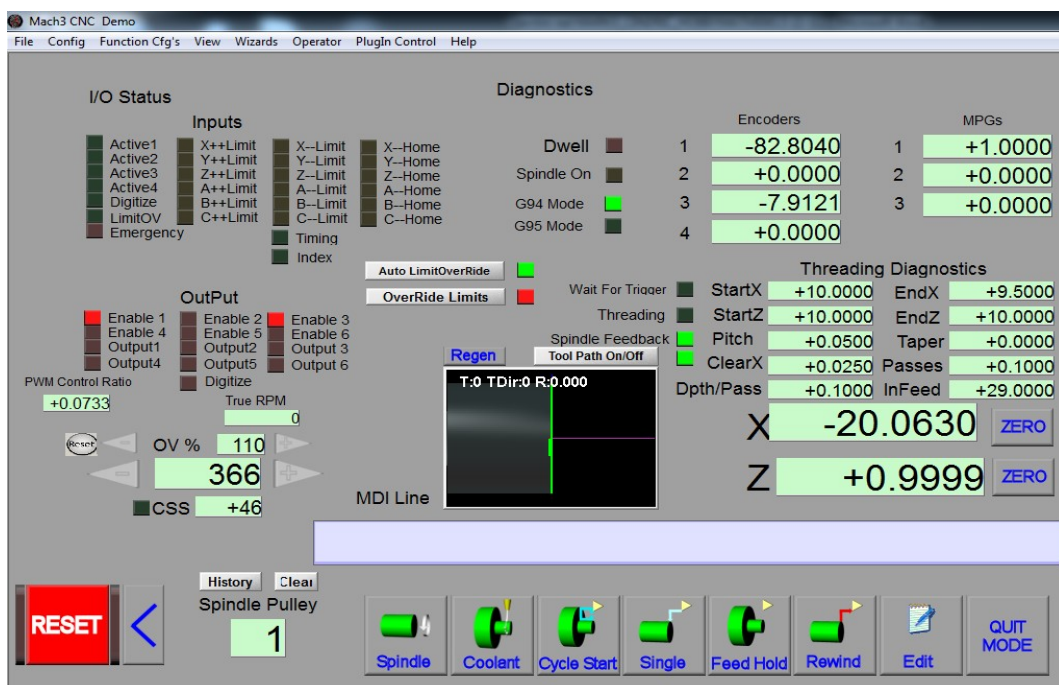 Mach3 CNC Demo
File Config Function Cfg's View Wizards Operator PlugIn Control Help
I/O Status
Diagnostics
Inputs
Active1 X++Limit X--Limit X--Home
Active2 Y++Limit Y--Limit Y--Home
Active3 Z++Limit Z--Limit Z--Home
Active4 A++Limit A--Limit A--Home
Digitize B++Limit B--Limit B--Home
LimitOV C++Limit C--Limit C--Home
Emergency
Timing
Index
Dwell
Spindle On
G94 Mode
G95 Mode
Encoders
1 -82.8040
2 +0.0000
3 -7.9121
4 +0.0000
MPGs
1 +1.0000
2 +0.0000
3 +0.0000
Auto LimitOverRide
OverRide Limits
OutPut
Enable 1 Enable 2 Enable 3
Enable 4 Enable 5 Enable 6
Output1 Output2 Output 3
Output4 Output5 Output 6
Digitize
PWM Control Ratio
+0.0733
True RPM
0
Reset
OV % 110
366
CSS +46
Wait For Trigger
Threading
Spindle Feedback
Threading Diagnostics
StartX +10.0000 EndX +9.5000
StartZ +10.0000 EndZ +10.0000
Pitch +0.0500 Taper +0.0000
ClearX +0.0250 Passes +0.1000
Dpth/Pass +0.1000 InFeed +29.0000
Regen Tool Path On/Off
T:0 TDir:0 R:0.000
X -20.0630 ZERO
Z +0.9999 ZERO
MDI Line
History Clear
Spindle Pulley
1
RESET
<
Spindle Coolant Cycle Start Single Feed Hold Rewind Edit
QUIT
MODE